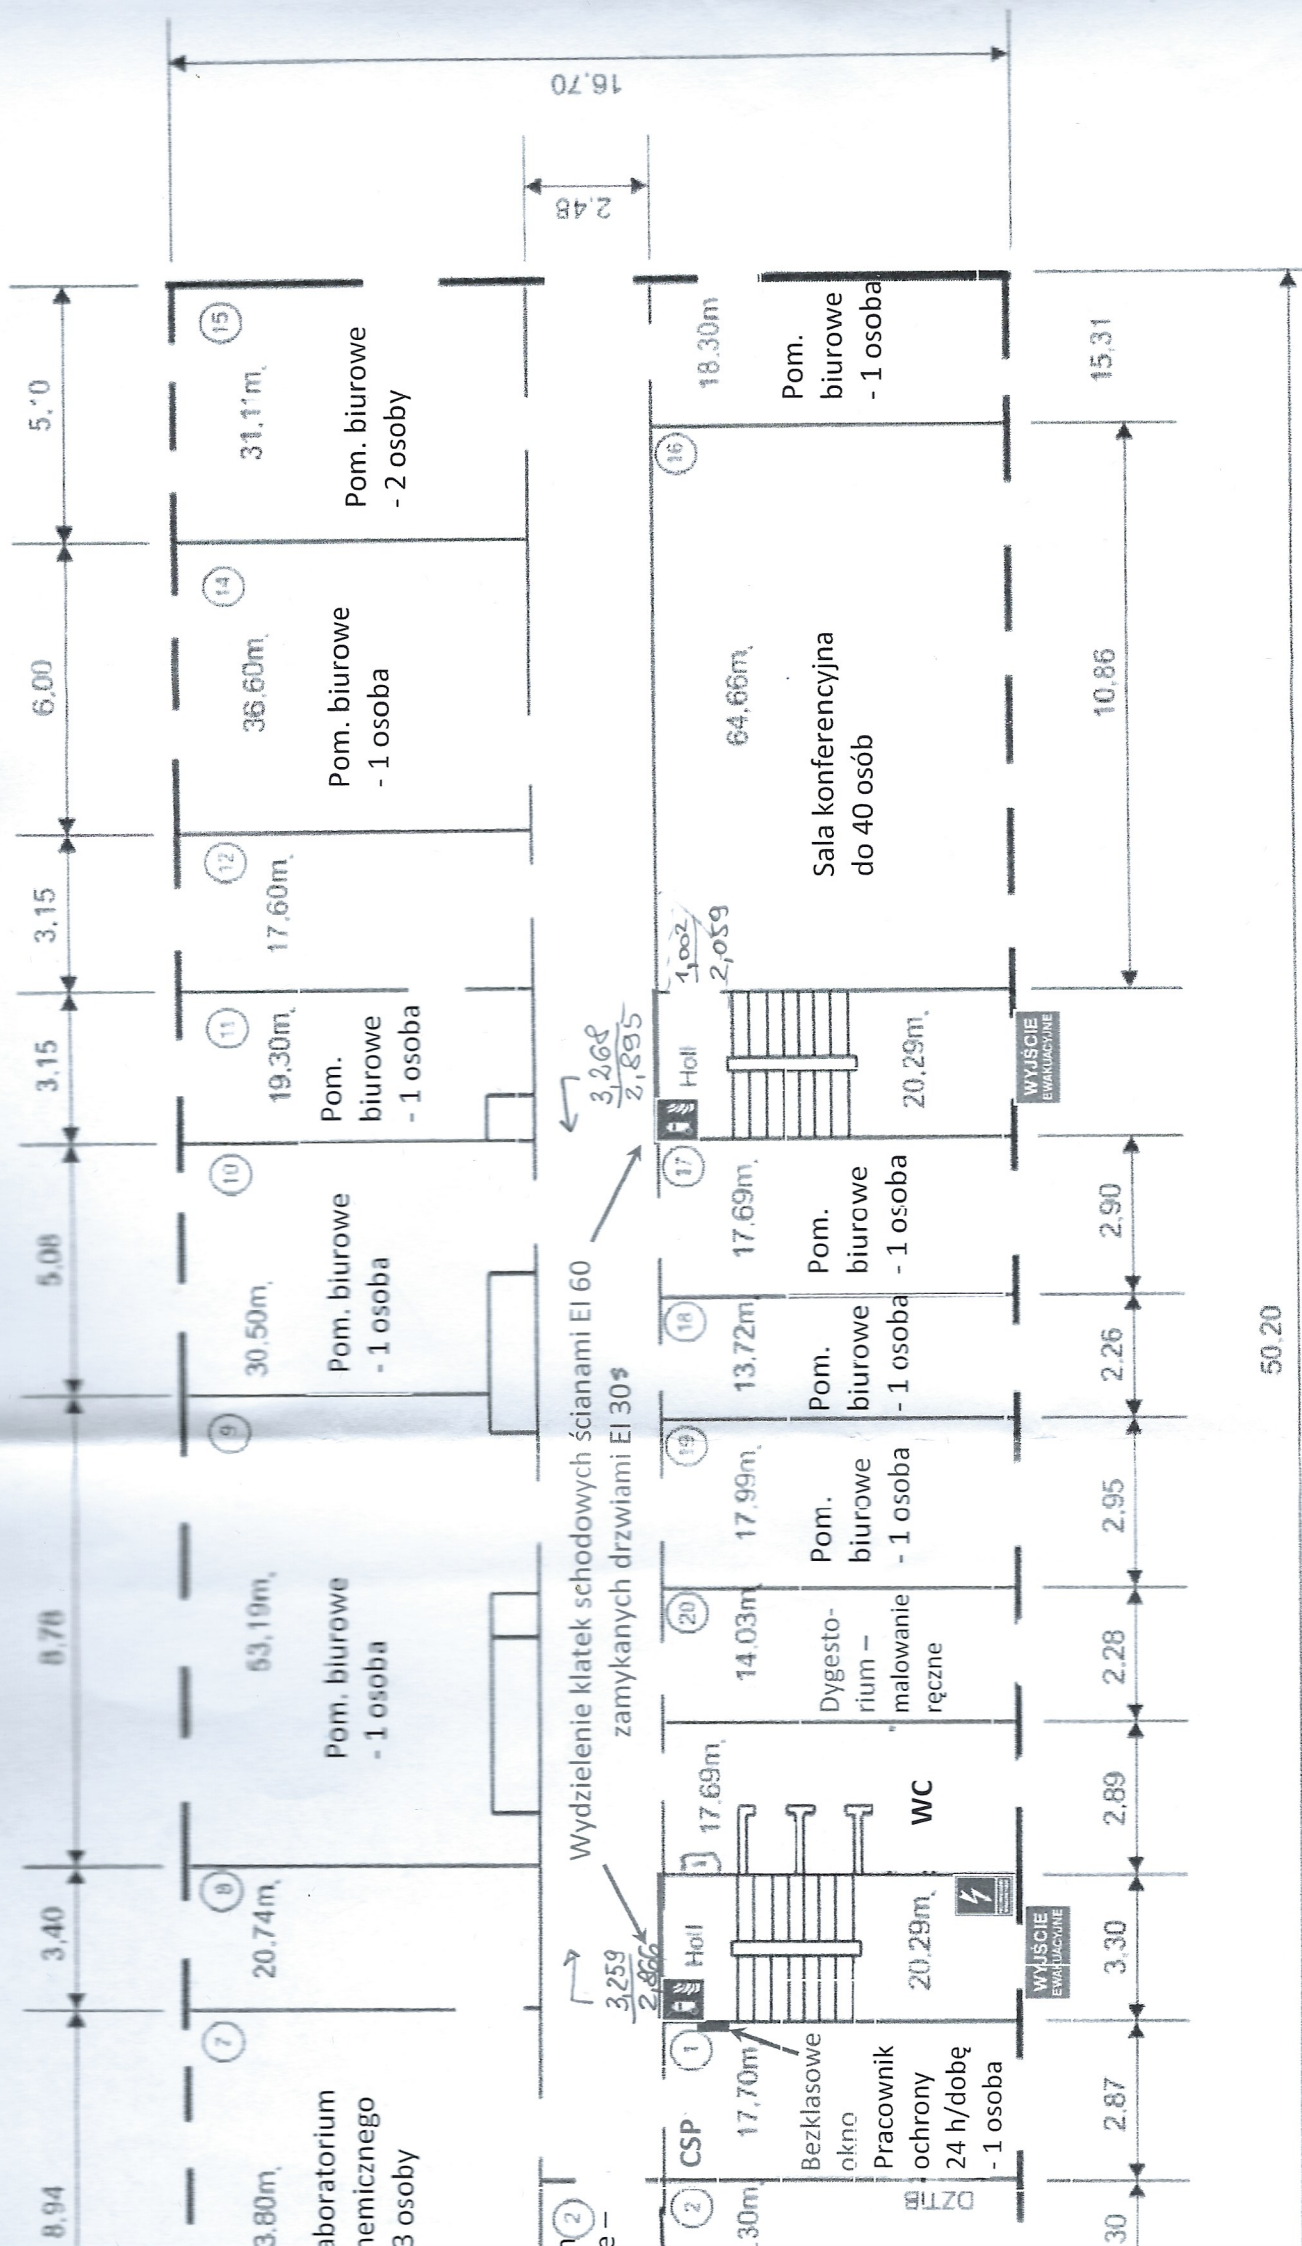 16.70
2.48
5.10
6,00
3.15
3.15
5,08
8,78
3,40
8,94
15
31.11m
Pom. biurowe
- 2 osoby
14
36.60m
Pom. biurowe
- 1 osoba
12
17.60m
11
19.30m
Pom.
biurowe
- 1 osoba
10
30.50m
Pom. biurowe
- 1 osoba
9
53.19m
Pom. biurowe
- 1 osoba
8
20.74m
7
3.80m
aboratorium
nemicznego
3 osoby
Wydzielenie klatek schodowych ścianami EI 60
zamykanych drzwiami EI 30s
3,268
2,895
1,002
2,059
3,259
2,866
18.30m
Pom.
biurowe
- 1 osoba
16
64.66m
Sala konferencyjna
do 40 osób
Holl
20.29m
WYJŚCIE
EWAKUACYJNE
17
17.69m
Pom.
biurowe
- 1 osoba
18
13.72m
Pom.
biurowe
- 1 osoba
19
17.99m
Pom.
biurowe
- 1 osoba
20
14.03m
Dygesto-
rium –
malowanie
ręczne
17.69m
WC
Holl
20.29m
WYJŚCIE
EWAKUACYJNE
1
CSP
17.70m
Bezklasowe
okno
Pracownik
ochrony
24 h/dobę
- 1 osoba
2
.30m
2
e –
15.31
10.86
2.90
2.26
2.95
2.28
2.89
3.30
2.87
30
50.20